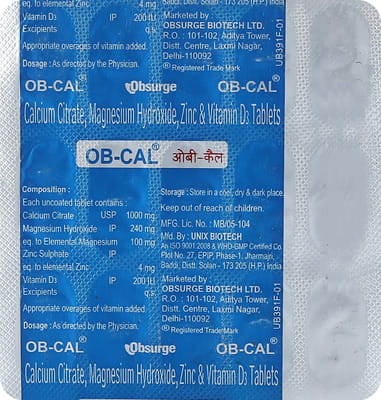 eq. to elemental Zinc 4 mg
Vitamin D3 IP 200 IU
Excipients q.s.
Appropriate overages of vitamin added.
Dosage : As directed by the Physician.
Baddi, Distt. Solan - 173 205 (H.P.) India
Marketed by :
OBSURGE BIOTECH LTD.
R.O. : 101-102, Aditya Tower,
Distt. Centre, Laxmi Nagar,
Delhi-110092
® Registered Trade Mark
UB391F-01
OB-CAL® Obsurge OB-CAL®
Calcium Citrate, Magnesium Hydroxide, Zinc & Vitamin D3 Tablets
OB-CAL® ओबी-कैल
Composition :
Each uncoated tablet contains :
Calcium Citrate USP 1000 mg
Magnesium Hydroxide IP 240 mg
eq. to Elemental Magnesium 100 mg
Zinc Sulphate IP
eq. to elemental Zinc 4 mg
Vitamin D3 IP 200 IU
Excipients q.s.
Appropriate overages of vitamin added.
Dosage : As directed by the Physician.
Storage : Store in a cool, dry & dark place.
Keep out of reach of children.
MFG. Lic. No. : MB/05-104
Mfd. By : UNIX BIOTECH
An ISO 9001:2008 & WHO-GMP Certified Co.
Plot No. 27, EPIP, Phase-1, Jharmajri,
Baddi, Distt. Solan - 173 205 (H.P.) India
Marketed by :
OBSURGE BIOTECH LTD.
R.O. : 101-102, Aditya Tower,
Distt. Centre, Laxmi Nagar,
Delhi-110092
® Registered Trade Mark
UB391F-01
OB-CAL® Obsurge OB-CAL®
Calcium Citrate, Magnesium Hydroxide, Zinc & Vitamin D3 Tablets